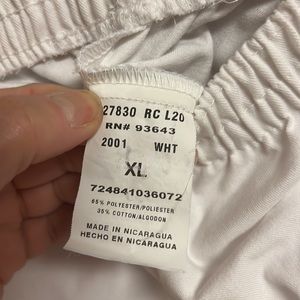 27830 RC L20
RN# 93643
2001 WHT
XL
724841036072
65% POLYESTER/POLIESTER
35% COTTON/ALGODON
MADE IN NICARAGUA
HECHO EN NICARAGUA